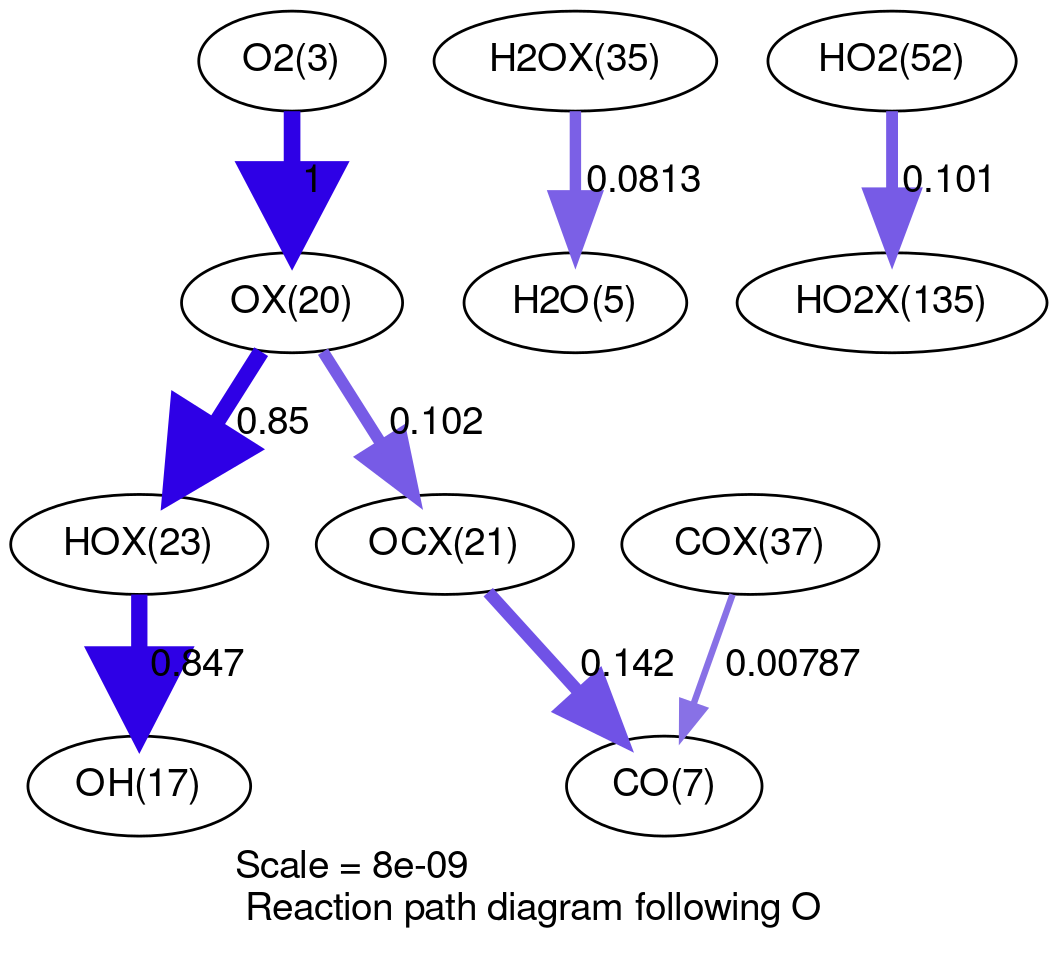 O2(3)
H2OX(35)
HO2(52)
1
0.0813
0.101
OX(20)
H2O(5)
HO2X(135)
0.85
0.102
HOX(23)
OCX(21)
COX(37)
0.847
0.142
0.00787
OH(17)
CO(7)
Scale = 8e-09
Reaction path diagram following O